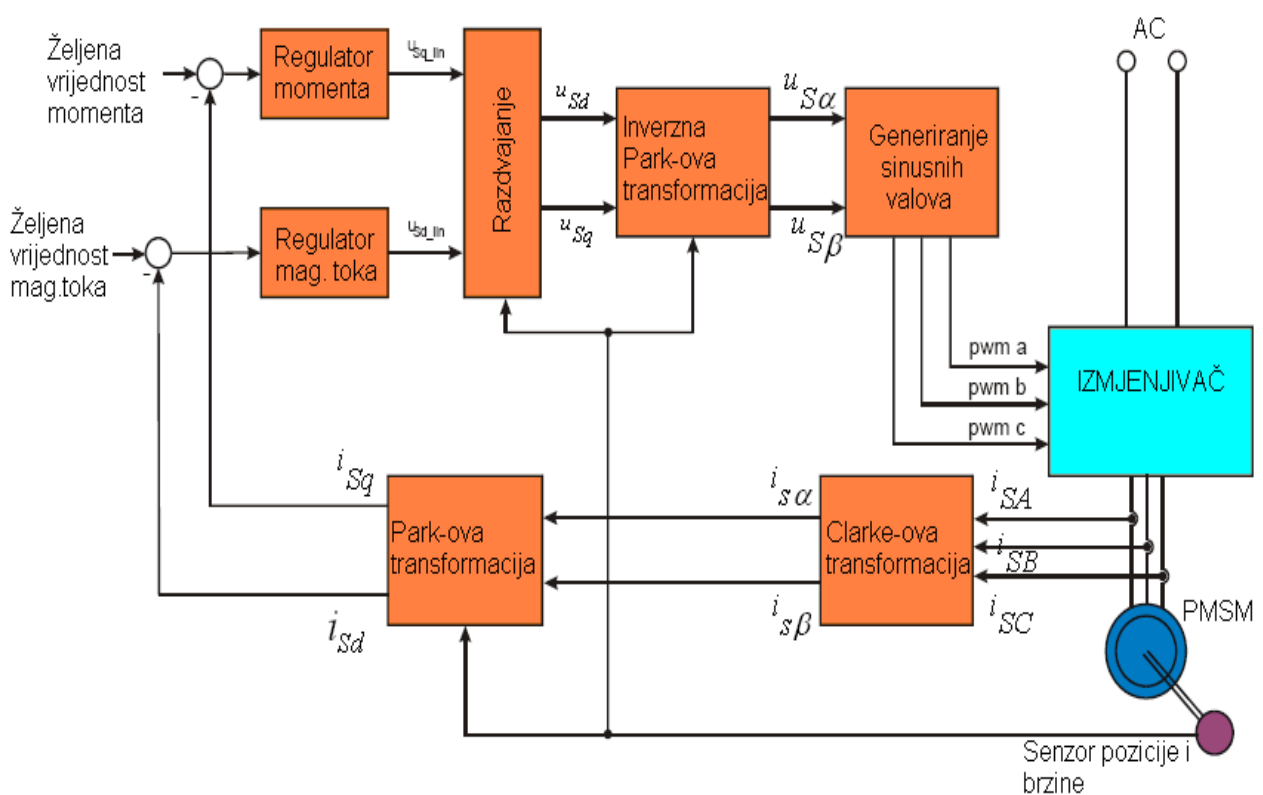 AC
Željena
vrijednost
momenta
-
Regulator
momenta
uSq_lin
Razdvajanje
uSd
uSq
Inverzna
Park-ova
transformacija
uSα
uSβ
Generiranje
sinusnih
valova
Željena
vrijednost
mag.toka
-
Regulator
mag. toka
uSd_lin
pwm a
pwm b
pwm c
IZMJENJIVAČ
iSq
iSd
Park-ova
transformacija
isα
isβ
Clarke-ova
transformacija
iSA
iSB
iSC
PMSM
Senzor pozicije i
brzine